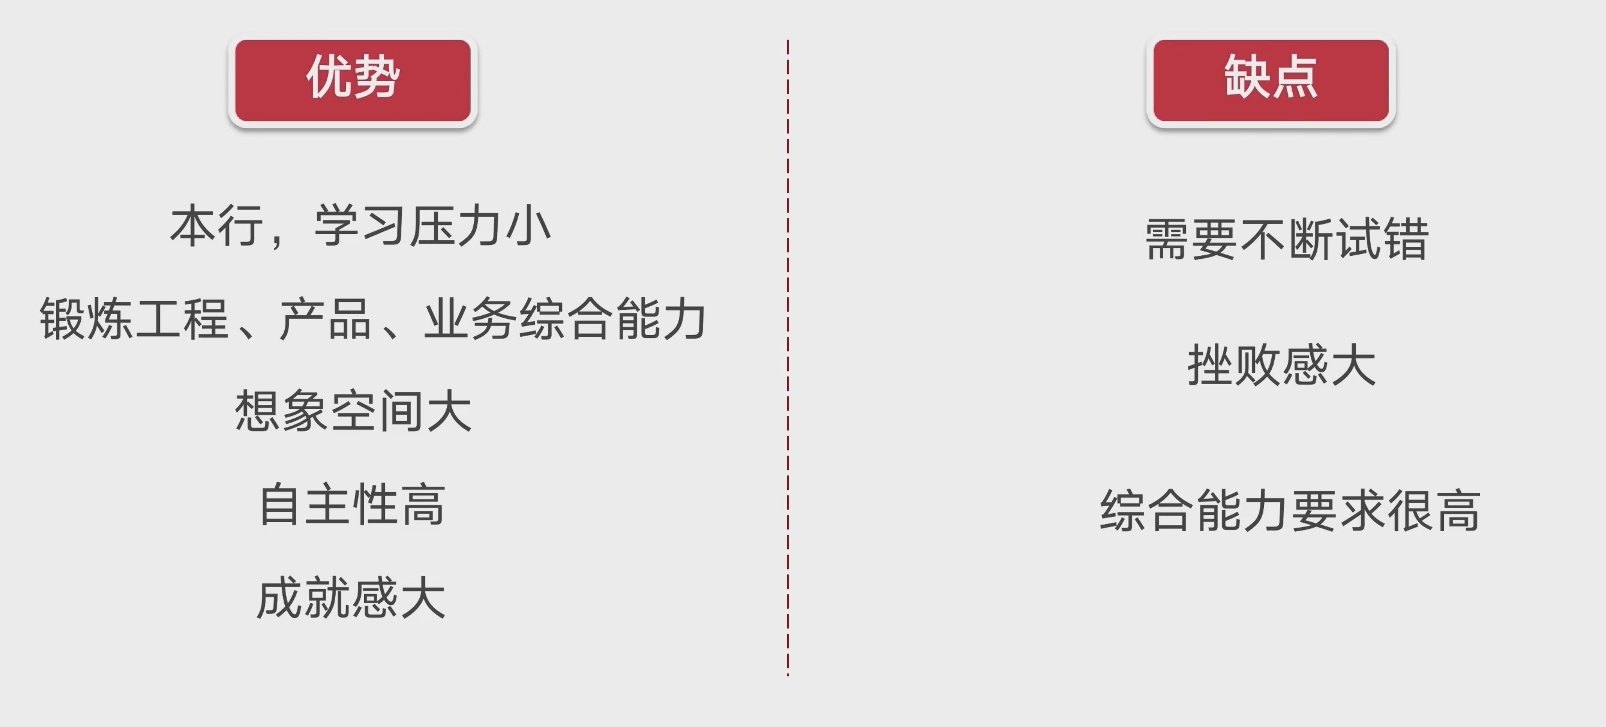 优势
本行，学习压力小
锻炼工程、产品、业务综合能力
想象空间大
自主性高
成就感大
缺点
需要不断试错
挫败感大
综合能力要求很高